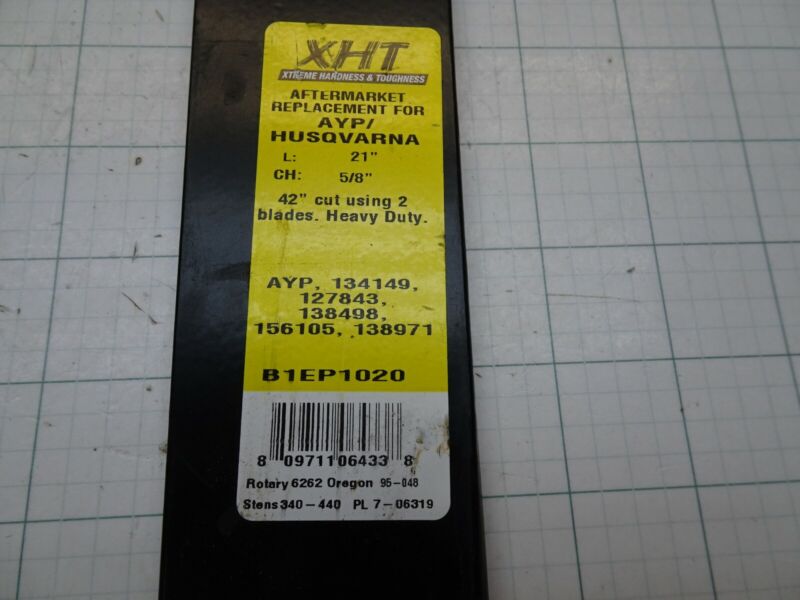 XHT
XTREME HARDNESS & TOUGHNESS
AFTERMARKET
REPLACEMENT FOR
AYP/
HUSQVARNA
L: 21"
CH: 5/8"
42" cut using 2
blades. Heavy Duty.
AYP, 134149,
127843,
138498,
156105, 138971
B1EP1020
8 09711 06433 8
Rotary 6262 Oregon 95-048
Stens 340-440 PL 7-06319